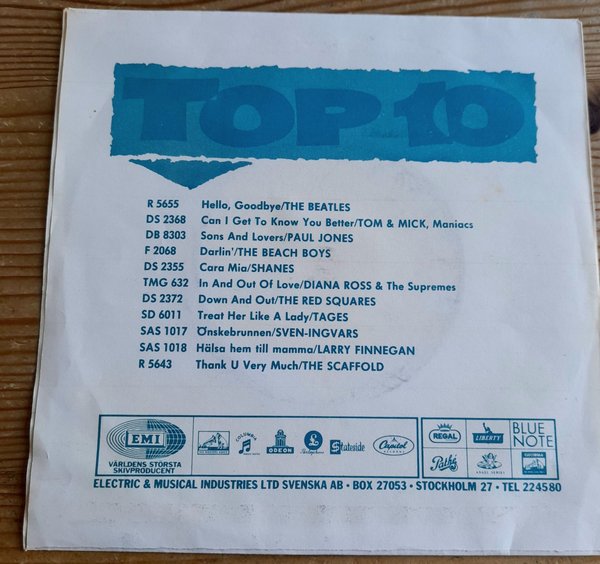 TOP 10
R 5655 Hello, Goodbye/THE BEATLES
DS 2368 Can I Get To Know You Better/TOM & MICK, Maniacs
DB 8303 Sons And Lovers/PAUL JONES
F 2068 Darlin'/THE BEACH BOYS
DS 2355 Cara Mia/SHANES
TMG 632 In And Out Of Love/DIANA ROSS & The Supremes
DS 2372 Down And Out/THE RED SQUARES
SD 6011 Treat Her Like A Lady/TAGES
SAS 1017 Önskebrunnen/SVEN-INGVARS
SAS 1018 Hälsa hem till mamma/LARRY FINNEGAN
R 5643 Thank U Very Much/THE SCAFFOLD
EMI
VÄRLDENS STÖRSTA
SKIVPRODUCENT
COLUMBIA
ODEON
Stateside
Capitol
REGAL
LIBERTY
BLUE
NOTE
Pathé
ELECTRIC & MUSICAL INDUSTRIES LTD SVENSKA AB • BOX 27053 • STOCKHOLM 27 • TEL 224580